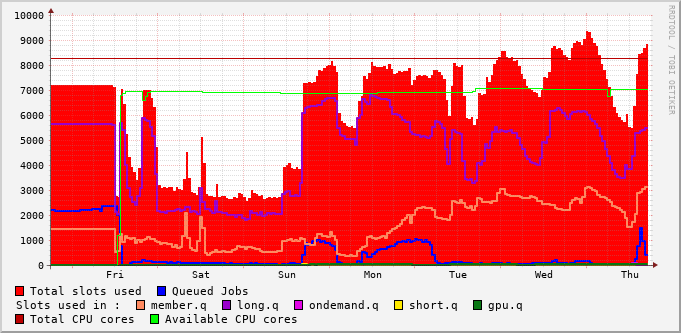 10000
9000
8000
7000
6000
5000
4000
3000
2000
1000
0
Fri Sat Sun Mon Tue Wed Thu
RRDTOOL / TOBI OETIKER
Total slots used Queued Jobs
Slots used in : member.q long.q ondemand.q short.q gpu.q
Total CPU cores Available CPU cores